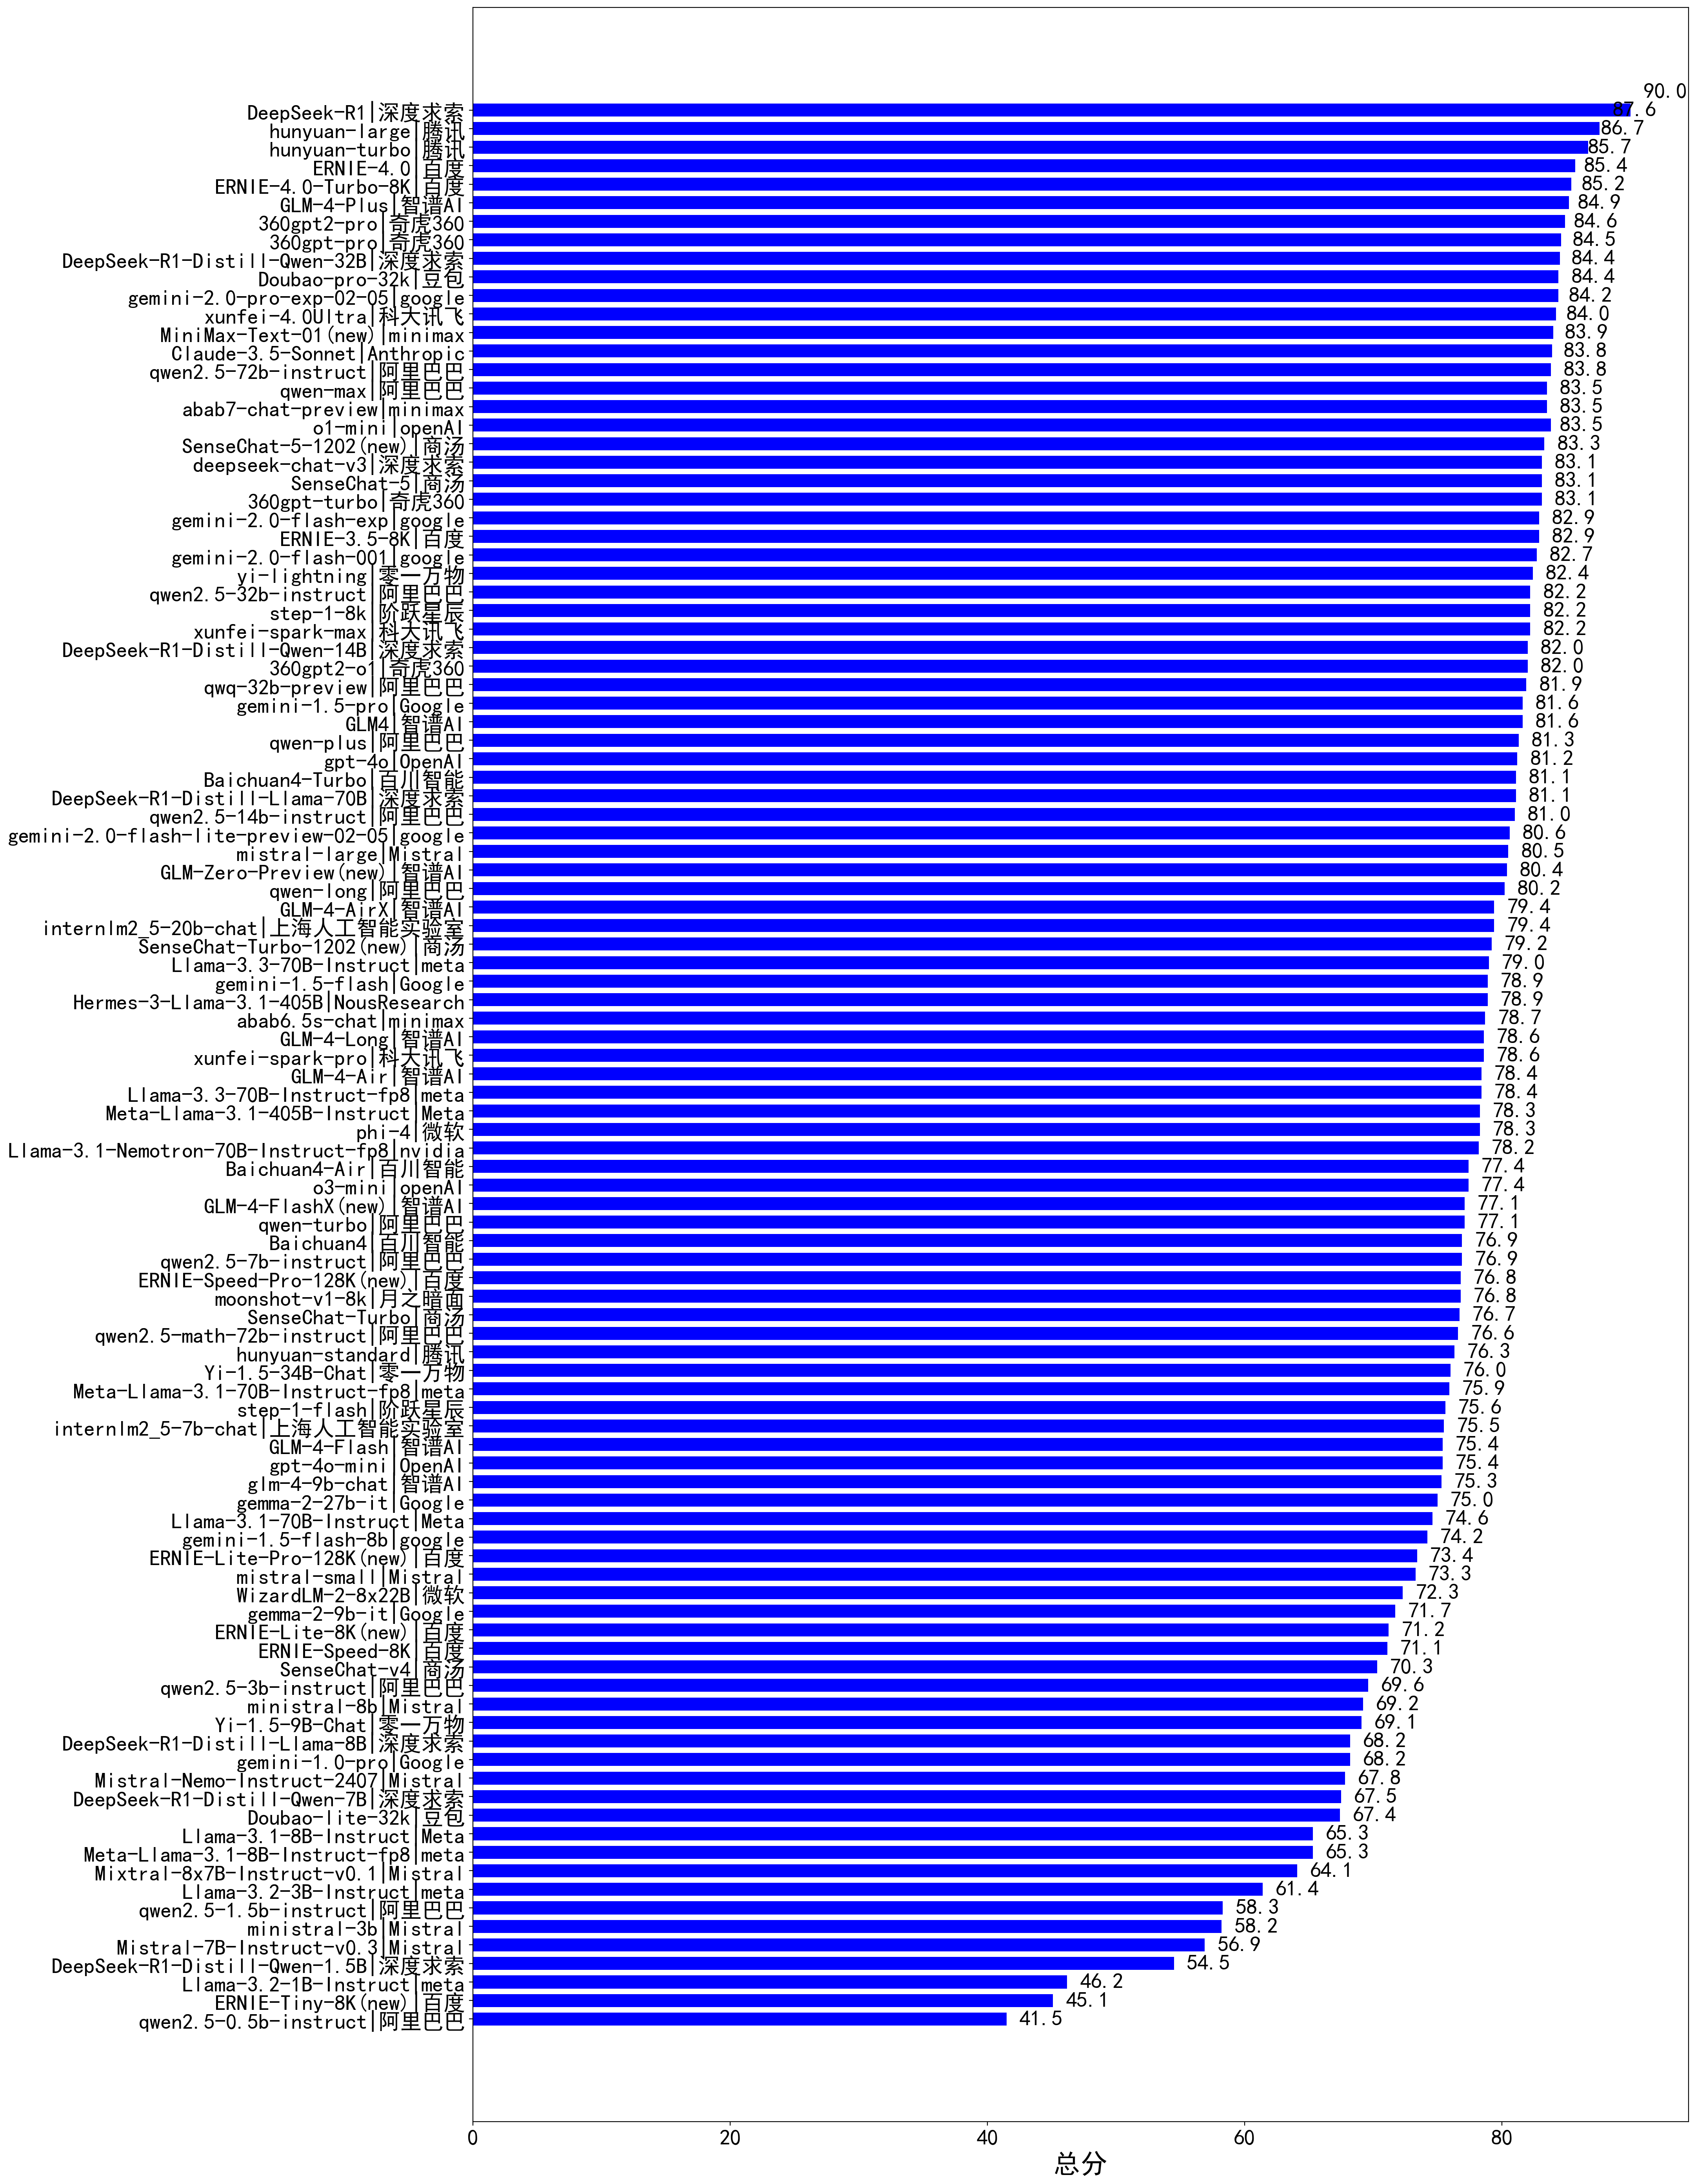 90.0
DeepSeek-R1|深度求索 87.6
hunyuan-large|腾讯 86.7
hunyuan-turbo|腾讯 85.7
ERNIE-4.0|百度 85.4
ERNIE-4.0-Turbo-8K|百度 85.2
GLM-4-Plus|智谱AI 84.9
360gpt2-pro|奇虎360 84.6
360gpt-pro|奇虎360 84.5
DeepSeek-R1-Distill-Qwen-32B|深度求索 84.4
Doubao-pro-32k|豆包 84.4
gemini-2.0-pro-exp-02-05|google 84.2
xunfei-4.0Ultra|科大讯飞 84.0
MiniMax-Text-01(new)|minimax 83.9
Claude-3.5-Sonnet|Anthropic 83.8
qwen2.5-72b-instruct|阿里巴巴 83.8
qwen-max|阿里巴巴 83.5
abab7-chat-preview|minimax 83.5
o1-mini|openAI 83.5
SenseChat-5-1202(new)|商汤 83.3
deepseek-chat-v3|深度求索 83.1
SenseChat-5|商汤 83.1
360gpt-turbo|奇虎360 83.1
gemini-2.0-flash-exp|google 82.9
ERNIE-3.5-8K|百度 82.9
gemini-2.0-flash-001|google 82.7
yi-lightning|零一万物 82.4
qwen2.5-32b-instruct|阿里巴巴 82.2
step-1-8k|阶跃星辰 82.2
xunfei-spark-max|科大讯飞 82.2
DeepSeek-R1-Distill-Qwen-14B|深度求索 82.0
360gpt2-o1|奇虎360 82.0
qwq-32b-preview|阿里巴巴 81.9
gemini-1.5-pro|Google 81.6
GLM4|智谱AI 81.6
qwen-plus|阿里巴巴 81.3
gpt-4o|OpenAI 81.2
Baichuan4-Turbo|百川智能 81.1
DeepSeek-R1-Distill-Llama-70B|深度求索 81.1
qwen2.5-14b-instruct|阿里巴巴 81.0
gemini-2.0-flash-lite-preview-02-05|google 80.6
mistral-large|Mistral 80.5
GLM-Zero-Preview(new)|智谱AI 80.4
qwen-long|阿里巴巴 80.2
GLM-4-AirX|智谱AI 79.4
internlm2_5-20b-chat|上海人工智能实验室 79.4
SenseChat-Turbo-1202(new)|商汤 79.2
Llama-3.3-70B-Instruct|meta 79.0
gemini-1.5-flash|Google 78.9
Hermes-3-Llama-3.1-405B|NousResearch 78.9
abab6.5s-chat|minimax 78.7
GLM-4-Long|智谱AI 78.6
xunfei-spark-pro|科大讯飞 78.6
GLM-4-Air|智谱AI 78.4
Llama-3.3-70B-Instruct-fp8|meta 78.4
Meta-Llama-3.1-405B-Instruct|Meta 78.3
phi-4|微软 78.3
Llama-3.1-Nemotron-70B-Instruct-fp8|nvidia 78.2
Baichuan4-Air|百川智能 77.4
o3-mini|openAI 77.4
GLM-4-FlashX(new)|智谱AI 77.1
qwen-turbo|阿里巴巴 77.1
Baichuan4|百川智能 76.9
qwen2.5-7b-instruct|阿里巴巴 76.9
ERNIE-Speed-Pro-128K(new)|百度 76.8
moonshot-v1-8k|月之暗面 76.8
SenseChat-Turbo|商汤 76.7
qwen2.5-math-72b-instruct|阿里巴巴 76.6
hunyuan-standard|腾讯 76.3
Yi-1.5-34B-Chat|零一万物 76.0
Meta-Llama-3.1-70B-Instruct-fp8|meta 75.9
step-1-flash|阶跃星辰 75.6
internlm2_5-7b-chat|上海人工智能实验室 75.5
GLM-4-Flash|智谱AI 75.4
gpt-4o-mini|OpenAI 75.4
glm-4-9b-chat|智谱AI 75.3
gemma-2-27b-it|Google 75.0
Llama-3.1-70B-Instruct|Meta 74.6
gemini-1.5-flash-8b|google 74.2
ERNIE-Lite-Pro-128K(new)|百度 73.4
mistral-small|Mistral 73.3
WizardLM-2-8x22B|微软 72.3
gemma-2-9b-it|Google 71.7
ERNIE-Lite-8K(new)|百度 71.2
ERNIE-Speed-8K|百度 71.1
SenseChat-v4|商汤 70.3
qwen2.5-3b-instruct|阿里巴巴 69.6
ministral-8b|Mistral 69.2
Yi-1.5-9B-Chat|零一万物 69.1
DeepSeek-R1-Distill-Llama-8B|深度求索 68.2
gemini-1.0-pro|Google 68.2
Mistral-Nemo-Instruct-2407|Mistral 67.8
DeepSeek-R1-Distill-Qwen-7B|深度求索 67.5
Doubao-lite-32k|豆包 67.4
Llama-3.1-8B-Instruct|Meta 65.3
Meta-Llama-3.1-8B-Instruct-fp8|meta 65.3
Mixtral-8x7B-Instruct-v0.1|Mistral 64.1
Llama-3.2-3B-Instruct|meta 61.4
qwen2.5-1.5b-instruct|阿里巴巴 58.3
ministral-3b|Mistral 58.2
Mistral-7B-Instruct-v0.3|Mistral 56.9
DeepSeek-R1-Distill-Qwen-1.5B|深度求索 54.5
Llama-3.2-1B-Instruct|meta 46.2
ERNIE-Tiny-8K(new)|百度 45.1
qwen2.5-0.5b-instruct|阿里巴巴 41.5
0 20 40 60 80
总分